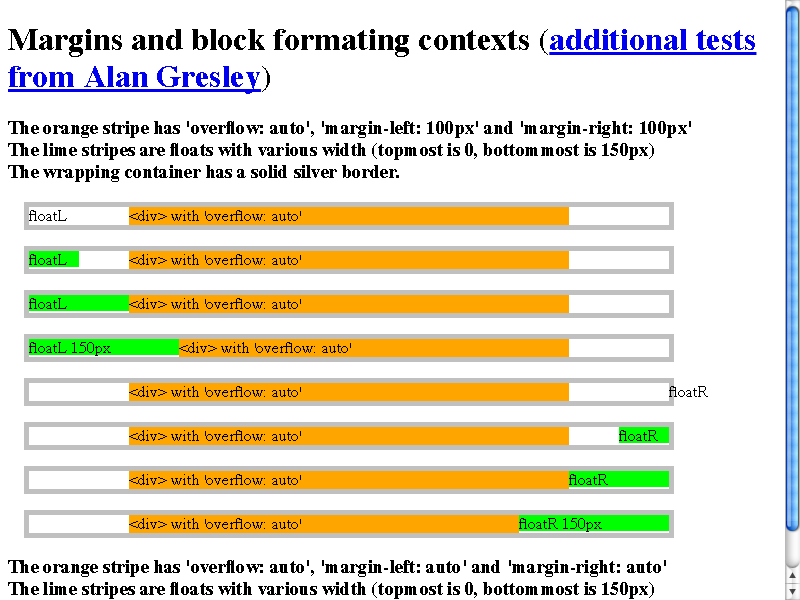 Margins and block formating contexts (additional tests
from Alan Gresley)
The orange stripe has 'overflow: auto', 'margin-left: 100px' and 'margin-right: 100px'
The lime stripes are floats with various width (topmost is 0, bottommost is 150px)
The wrapping container has a solid silver border.
floatL <div> with 'overflow: auto'
floatL <div> with 'overflow: auto'
floatL <div> with 'overflow: auto'
floatL 150px <div> with 'overflow: auto'
<div> with 'overflow: auto' floatR
<div> with 'overflow: auto' floatR
<div> with 'overflow: auto' floatR
<div> with 'overflow: auto' floatR 150px
The orange stripe has 'overflow: auto', 'margin-left: auto' and 'margin-right: auto'
The lime stripes are floats with various width (topmost is 0, bottommost is 150px)